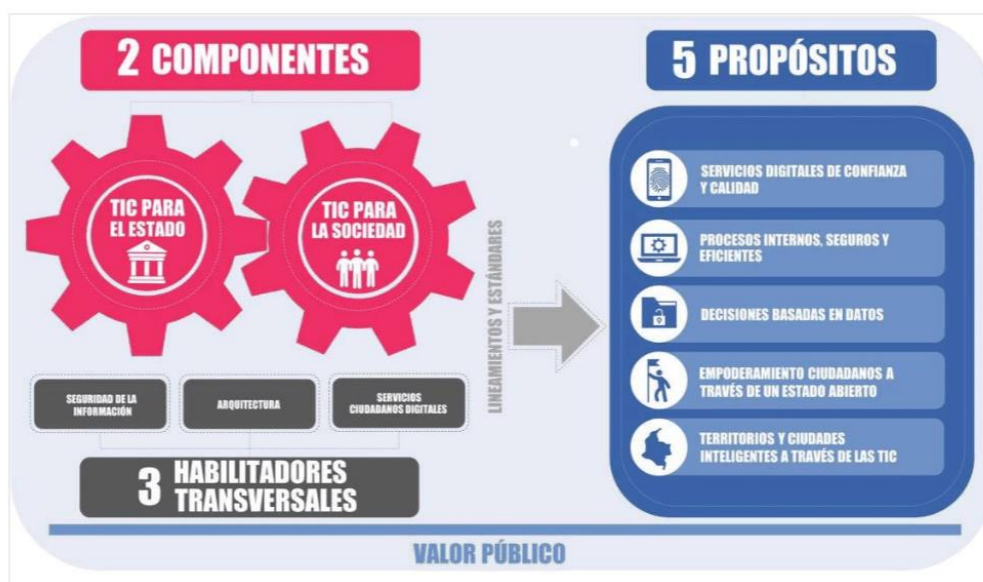 2 COMPONENTES
TIC PARA
EL ESTADO
TIC PARA
LA SOCIEDAD
SEGURIDAD DE LA
INFORMACIÓN
ARQUITECTURA
SERVICIOS
CIUDADANOS DIGITALES
3 HABILITADORES
TRANSVERSALES
LINEAMIENTOS Y ESTÁNDARES
5 PROPÓSITOS
SERVICIOS DIGITALES DE CONFIANZA
Y CALIDAD
PROCESOS INTERNOS, SEGUROS Y
EFICIENTES
DECISIONES BASADAS EN DATOS
EMPODERAMIENTO CIUDADANOS A
TRAVÉS DE UN ESTADO ABIERTO
TERRITORIOS Y CIUDADES
INTELIGENTES A TRAVÉS DE LAS TIC
VALOR PÚBLICO